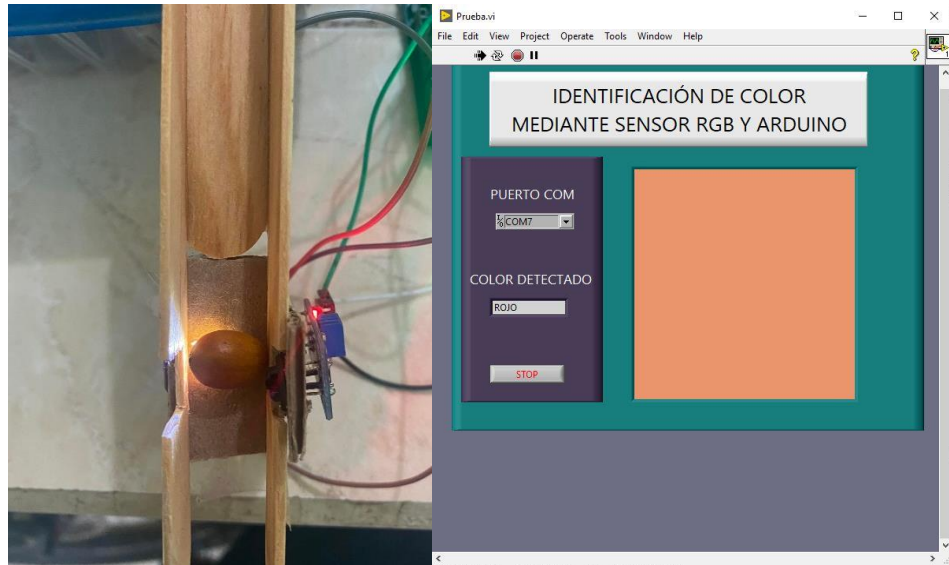 Prueba.vi
File Edit View Project Operate Tools Window Help
IDENTIFICACIÓN DE COLOR
MEDIANTE SENSOR RGB Y ARDUINO
PUERTO COM
COM7
COLOR DETECTADO
ROJO
STOP